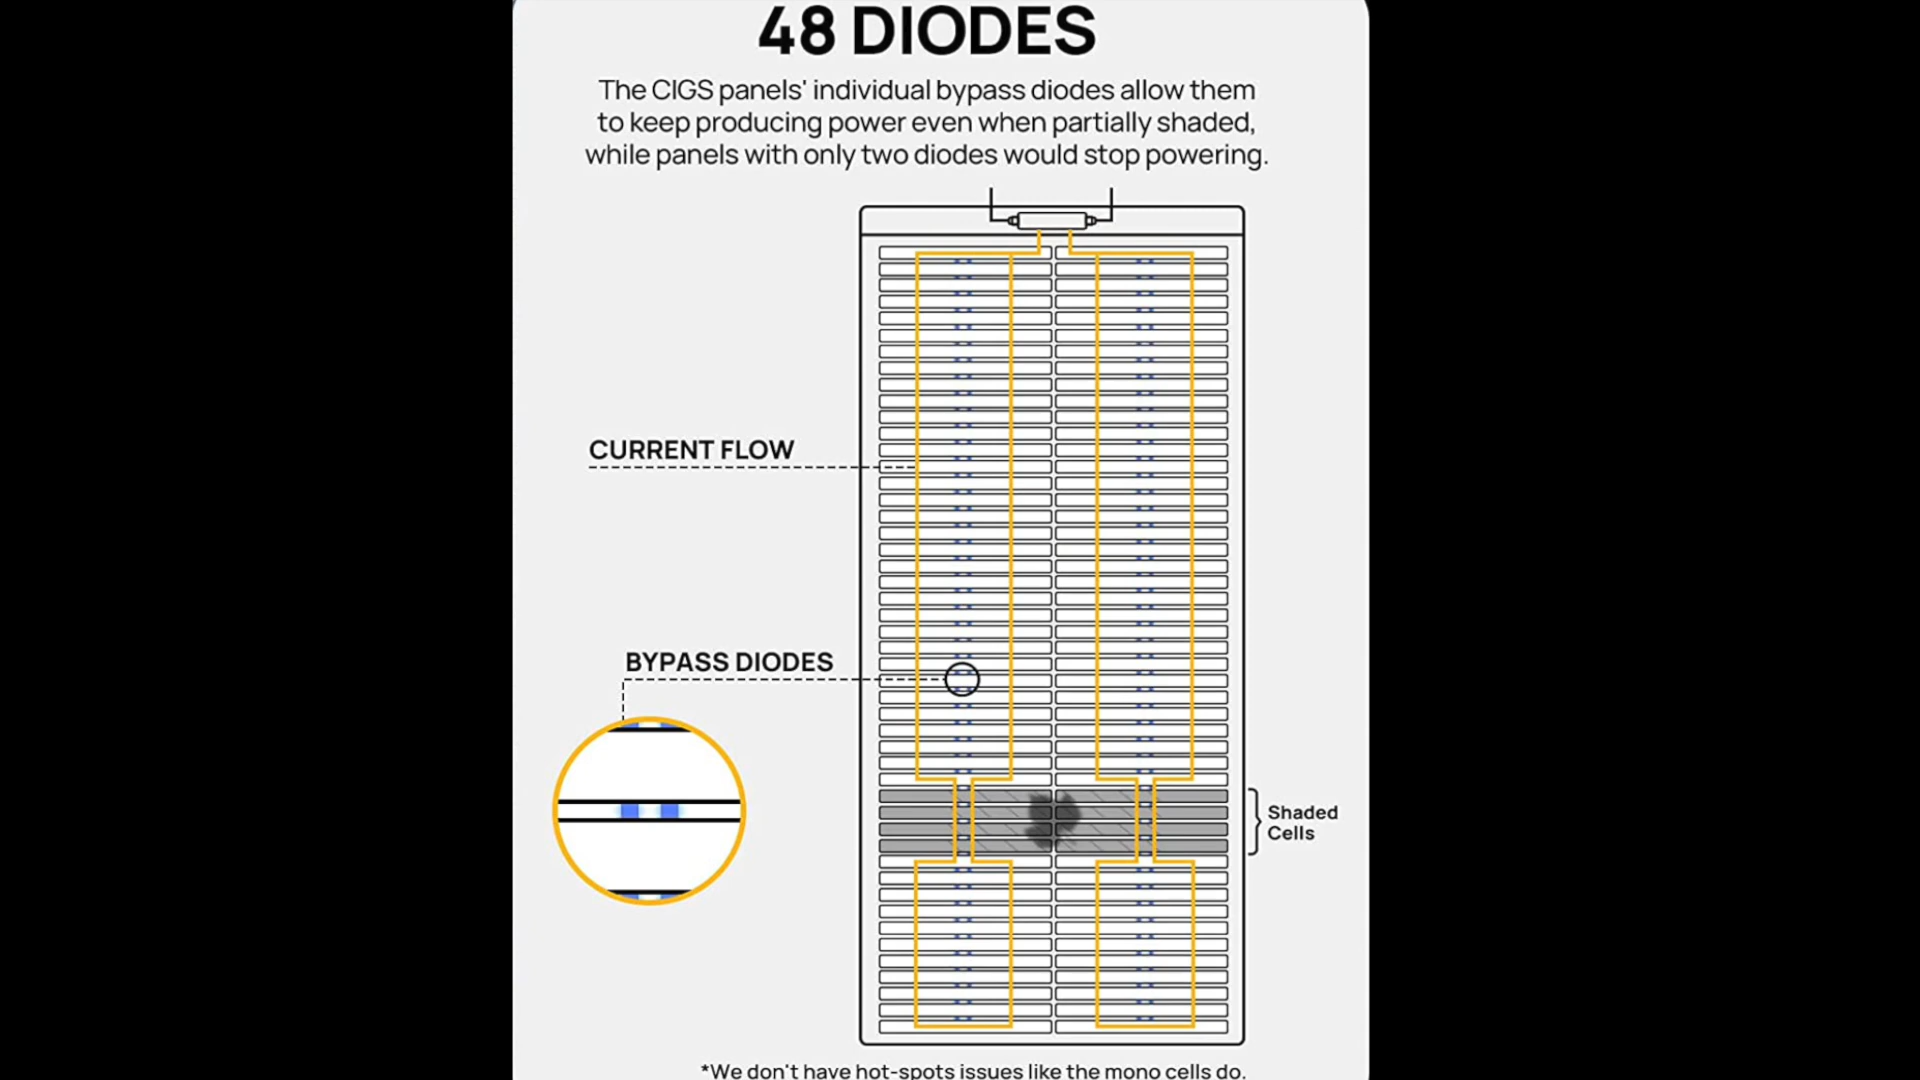 48 DIODES
The CIGS panels' individual bypass diodes allow them
to keep producing power even when partially shaded,
while panels with only two diodes would stop powering.
CURRENT FLOW
BYPASS DIODES
Shaded
Cells
*We don't have hot-spots issues like the mono cells do.